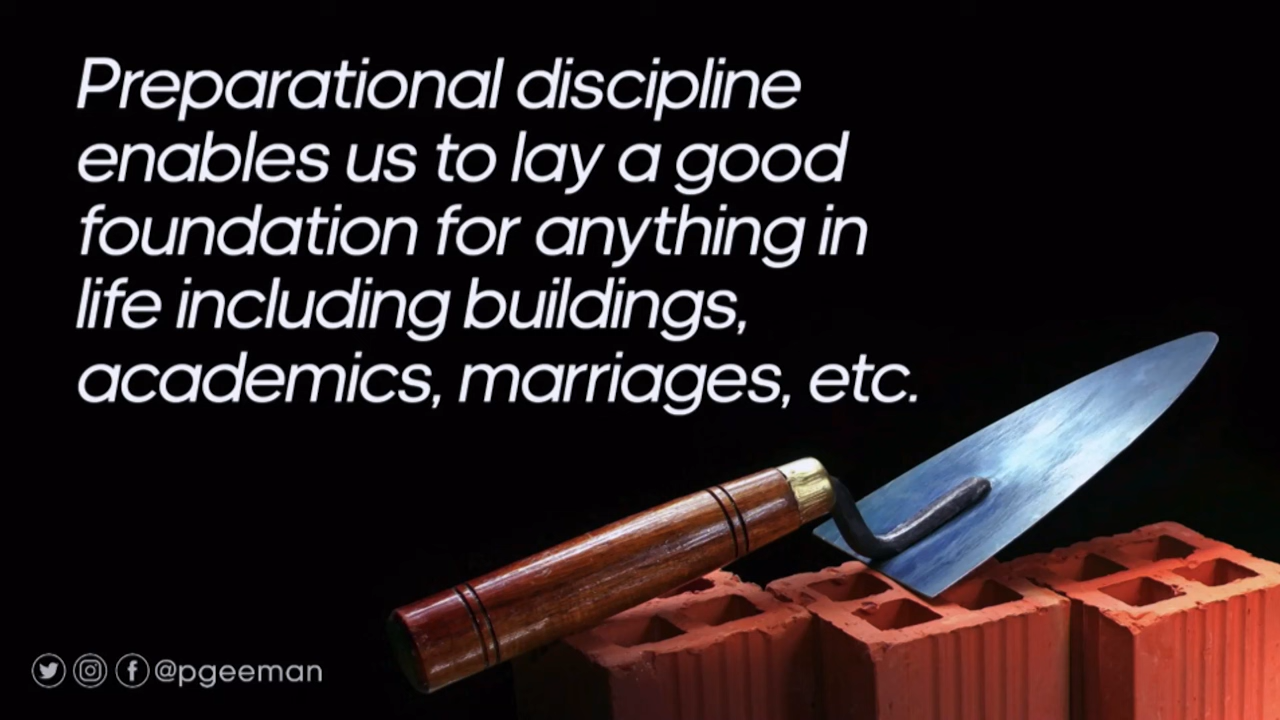 Preparational discipline
enables us to lay a good
foundation for anything in
life including buildings,
academics, marriages, etc.
@pgeeman